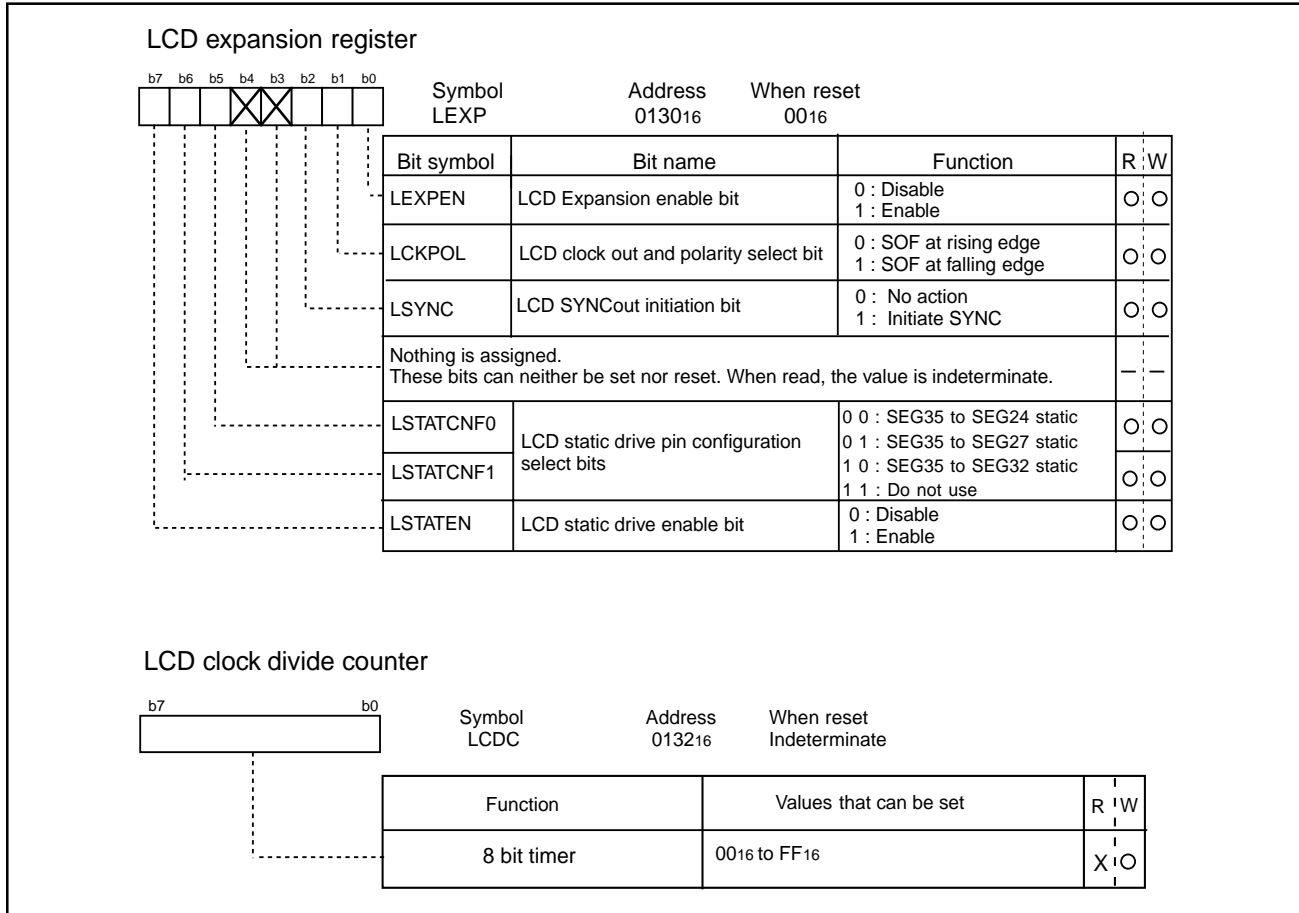 LCD expansion register
b7 b6 b5 b4 b3 b2 b1 b0
Symbol Address When reset
LEXP 013016 0016
Bit symbol Bit name Function R W
LEXPEN LCD Expansion enable bit 0 : Disable
1 : Enable
O O
LCKPOL LCD clock out and polarity select bit 0 : SOF at rising edge
1 : SOF at falling edge
O O
LSYNC LCD SYNCout initiation bit 0 : No action
1 : Initiate SYNC
O O
Nothing is assigned.
These bits can neither be set nor reset. When read, the value is indeterminate.
– –
LSTATCNF0
LSTATCNF1
LCD static drive pin configuration
select bits
0 0 : SEG35 to SEG24 static
0 1 : SEG35 to SEG27 static
1 0 : SEG35 to SEG32 static
1 1 : Do not use
O O
O O
LSTATEN LCD static drive enable bit 0 : Disable
1 : Enable
O O
LCD clock divide counter
b7 b0
Symbol Address When reset
LCDC 013216 Indeterminate
Function Values that can be set R W
8 bit timer 0016 to FF16 X O